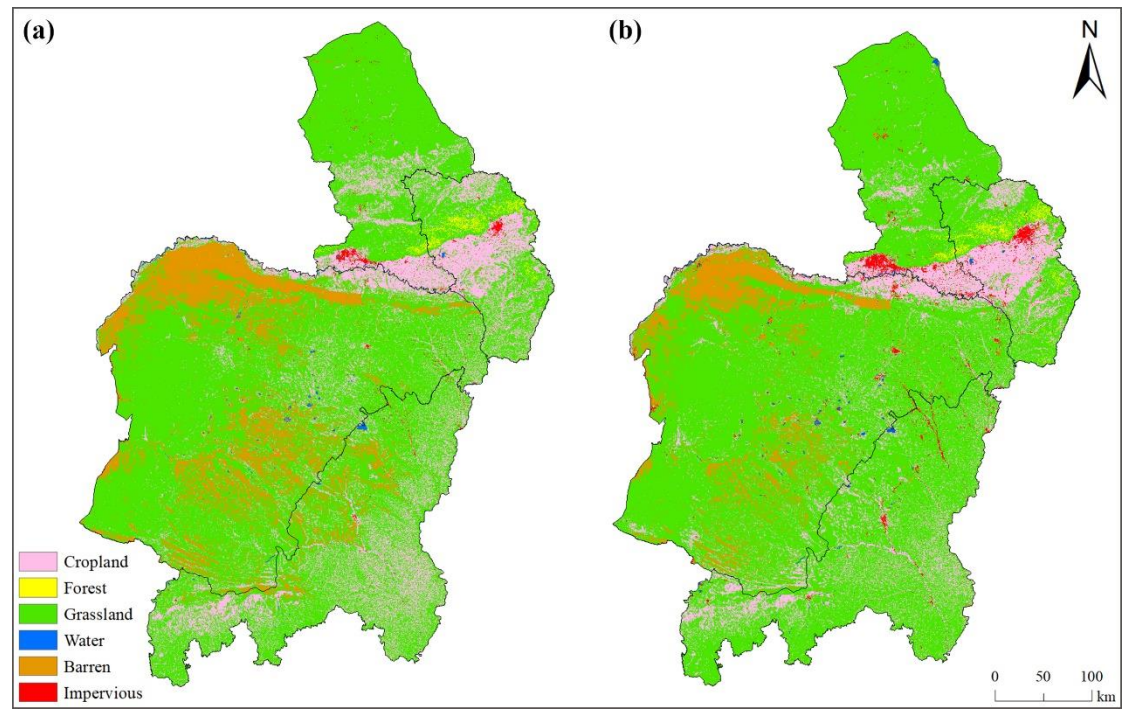 (a)
(b)
N
Cropland
Forest
Grassland
Water
Barren
Impervious
0 50 100
km